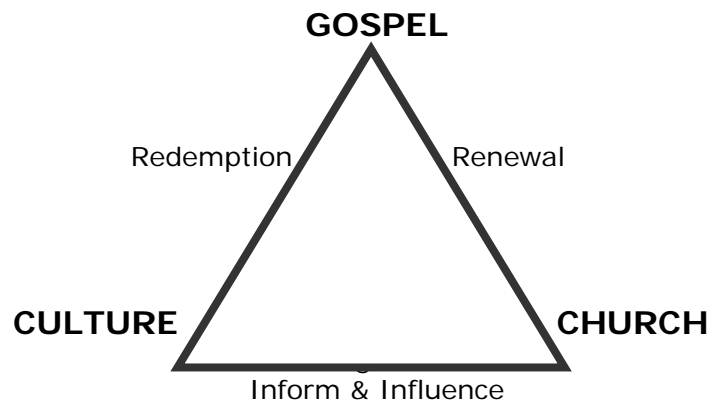 GOSPEL
Redemption
Renewal
CULTURE
CHURCH
Inform & Influence